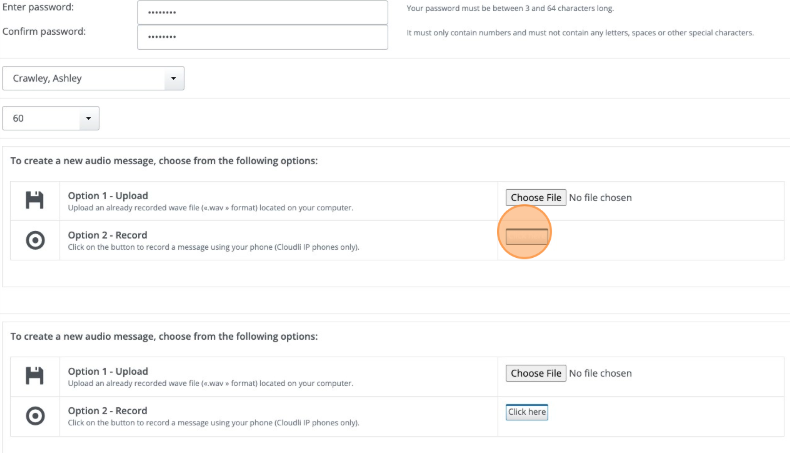 Enter password:
••••••••
Your password must be between 3 and 64 characters long.
Confirm password:
••••••••
It must only contain numbers and must not contain any letters, spaces or other special characters.
Crawley, Ashley
60
To create a new audio message, choose from the following options:
Option 1 - Upload
Upload an already recorded wave file («.wav » format) located on your computer.
Choose File No file chosen
Option 2 - Record
Click on the button to record a message using your phone (Cloudli IP phones only).
To create a new audio message, choose from the following options:
Option 1 - Upload
Upload an already recorded wave file («.wav » format) located on your computer.
Choose File No file chosen
Option 2 - Record
Click on the button to record a message using your phone (Cloudli IP phones only).
Click here